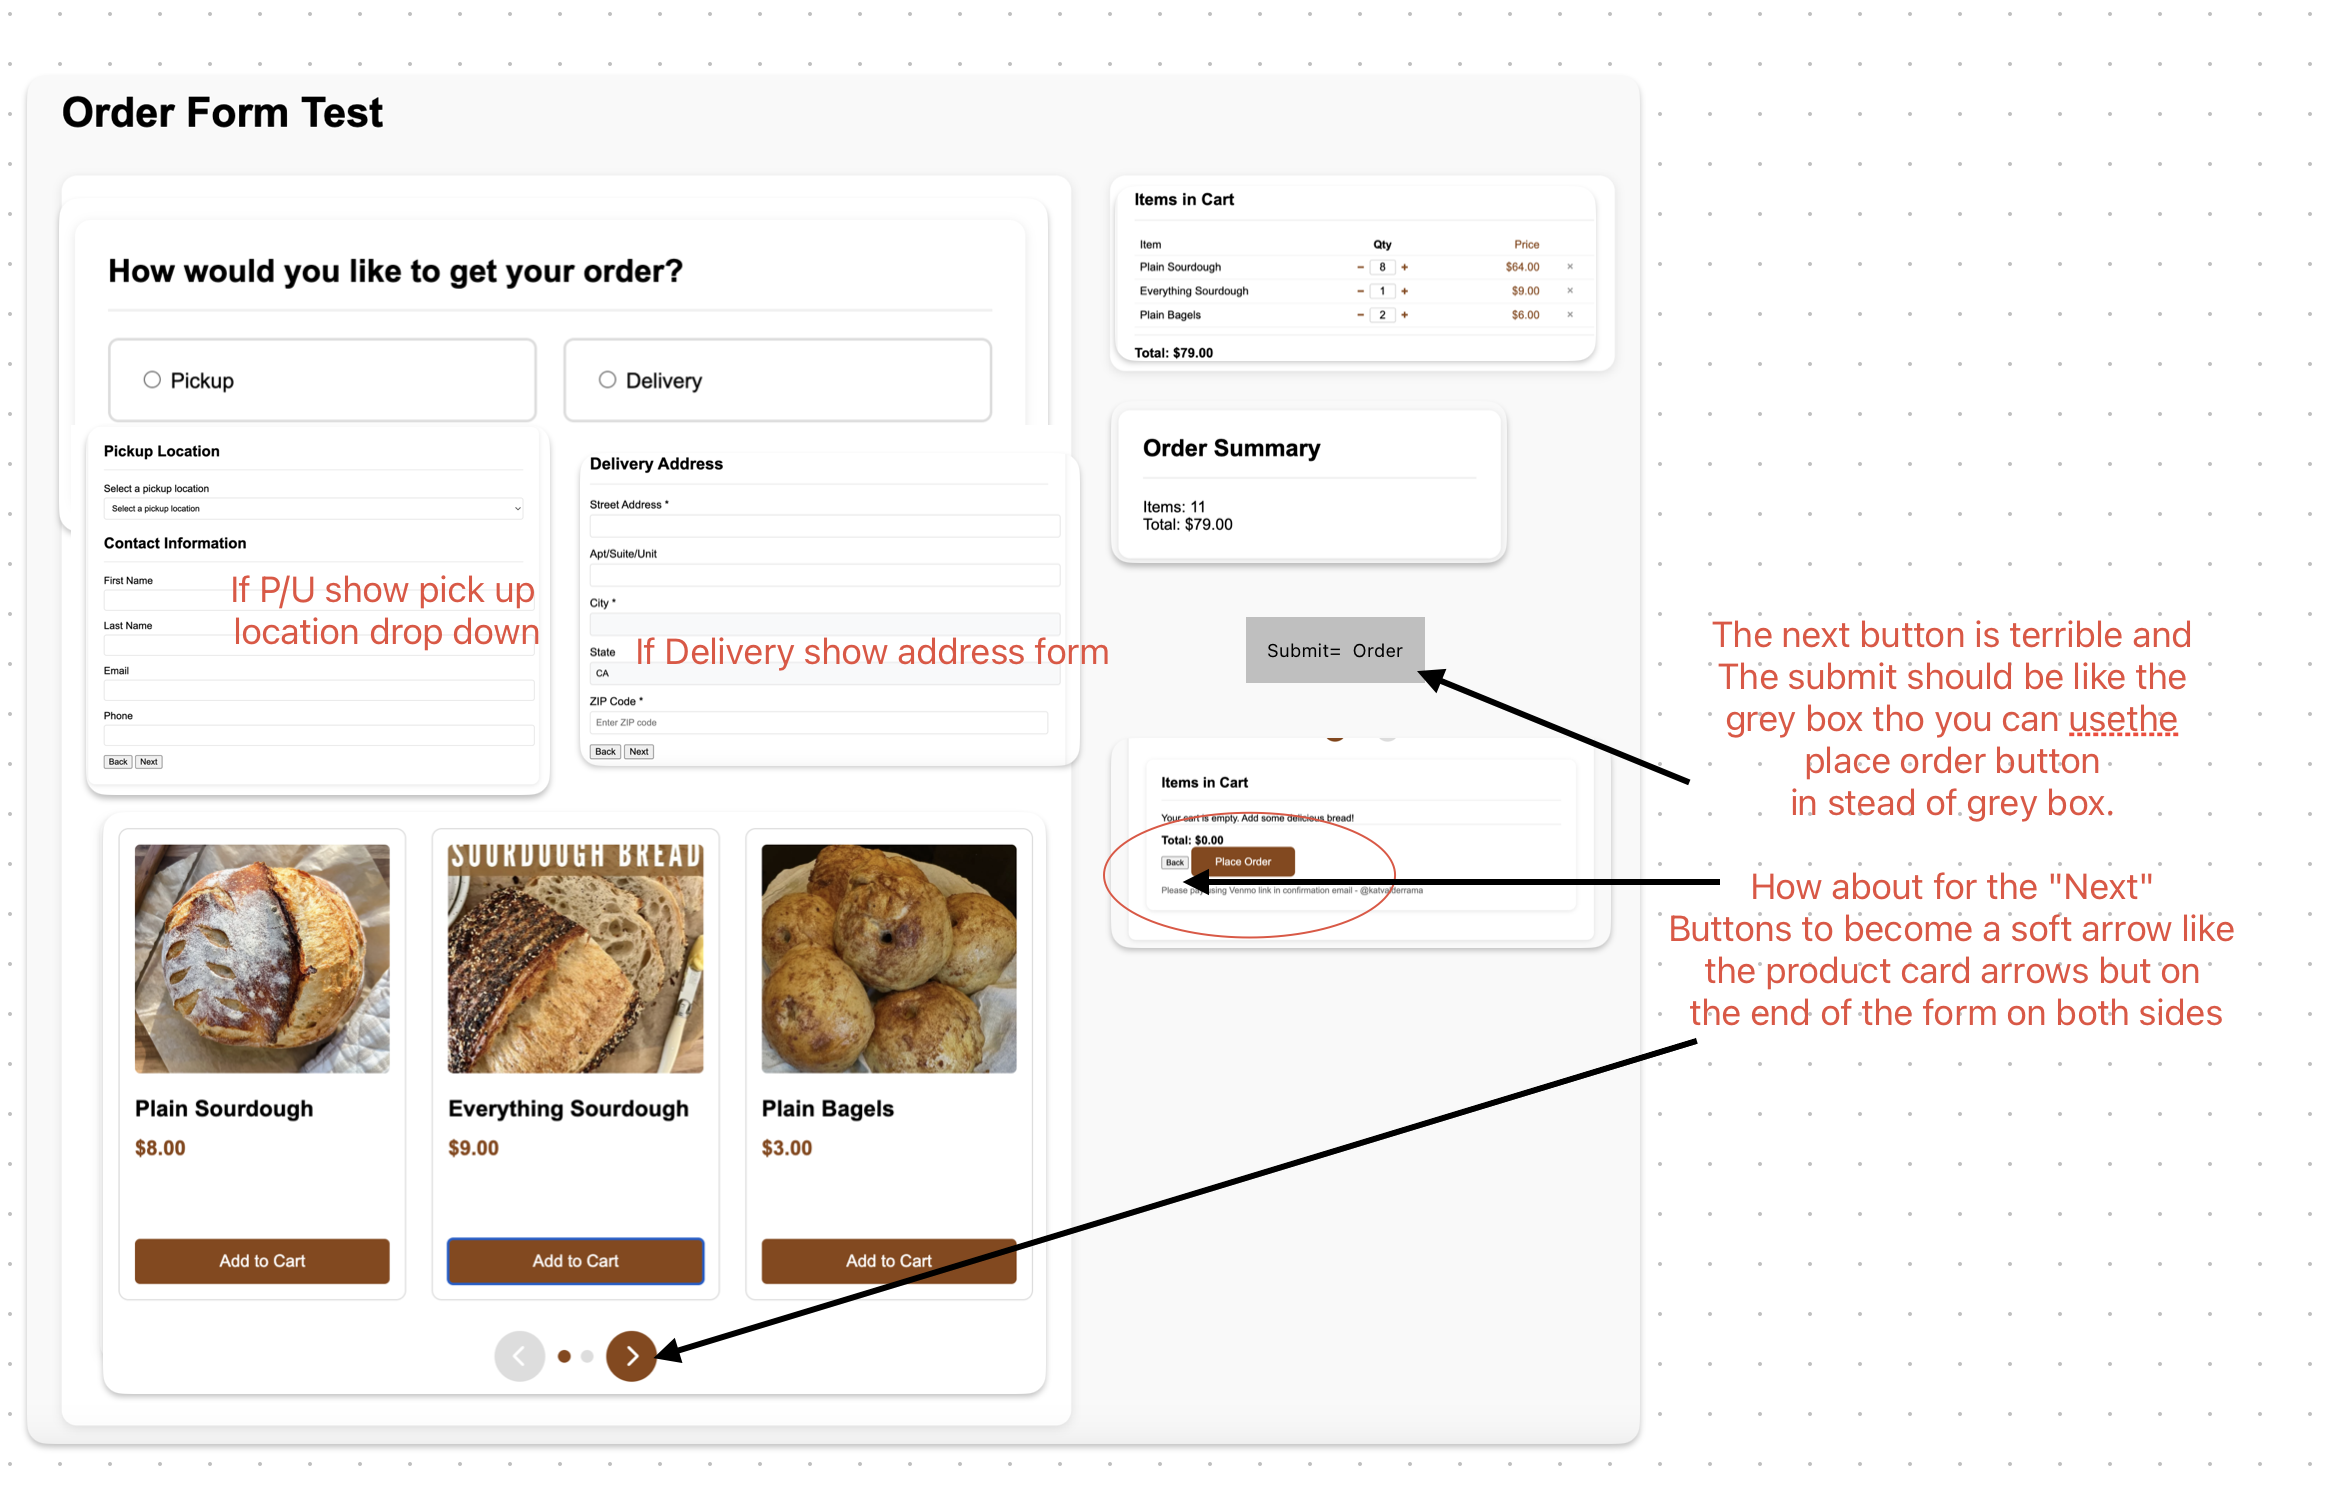 Order Form Test
How would you like to get your order?
Pickup
Delivery
Pickup Location
Select a pickup location
Select a pickup location
Contact Information
First Name
Last Name
Email
Phone
Back Next
If P/U show pick up
location drop down
Delivery Address
Street Address *
Apt/Suite/Unit
City *
State
CA
ZIP Code *
Enter ZIP code
Back Next
If Delivery show address form
SOURDOUGH BREAD
Plain Sourdough
$8.00
Add to Cart
Everything Sourdough
$9.00
Add to Cart
Plain Bagels
$3.00
Add to Cart
Items in Cart
Item Qty Price
Plain Sourdough − 8 + $64.00 ×
Everything Sourdough − 1 + $9.00 ×
Plain Bagels − 2 + $6.00 ×
Total: $79.00
Order Summary
Items: 11
Total: $79.00
Submit= Order
Items in Cart
Your cart is empty. Add some delicious bread!
Total: $0.00
Back Place Order
Please pay using Venmo link in confirmation email - @katvalderrama
The next button is terrible and
The submit should be like the
grey box tho you can usethe
place order button
in stead of grey box.
How about for the "Next"
Buttons to become a soft arrow like
the product card arrows but on
the end of the form on both sides